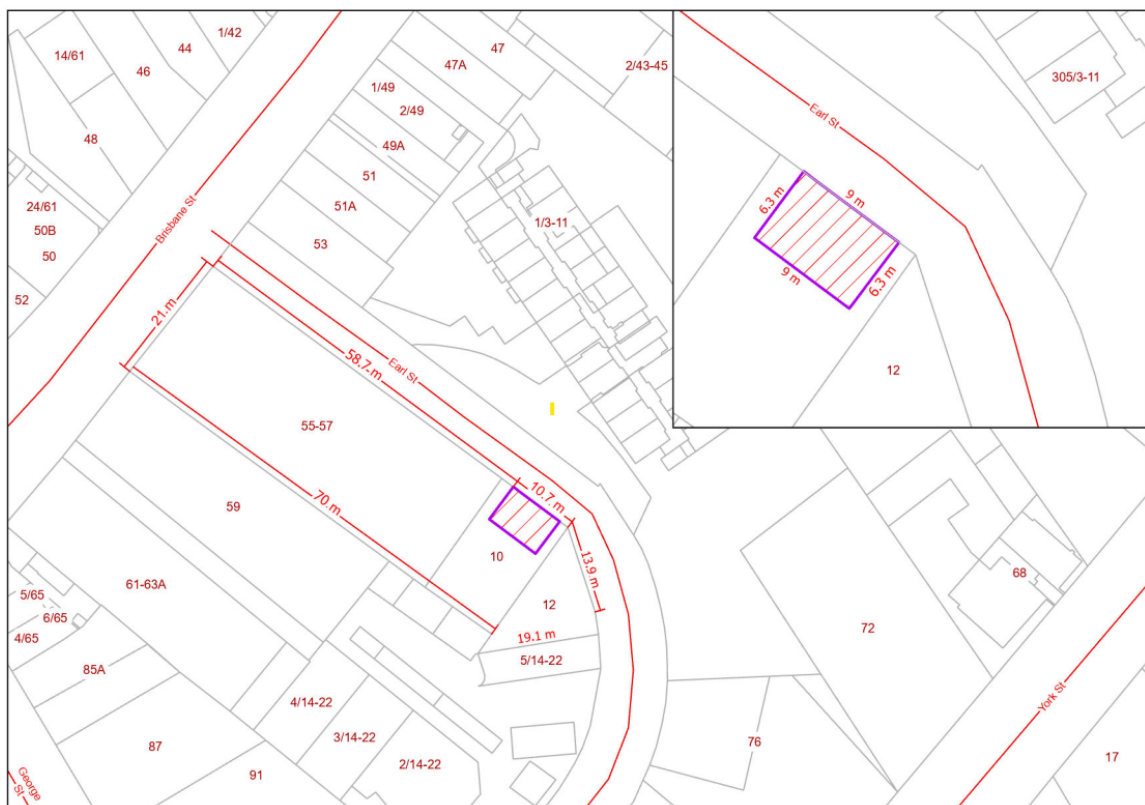 14/61
46
44
1/42
48
24/61
50B
50
52
Brisbane St
47
47A
2/43-45
1/49
2/49
49A
51
51A
53
1/3-11
305/3-11
Earl St
6.3 m
9 m
9 m
6.3 m
12
21.m
58.7 m
Earl St
55-57
70.m
10.7 m
13.9 m
10
12
19.1 m
5/14-22
59
61-63A
5/65
6/65
4/65
85A
87
91
4/14-22
3/14-22
2/14-22
George St
68
72
76
York St
17